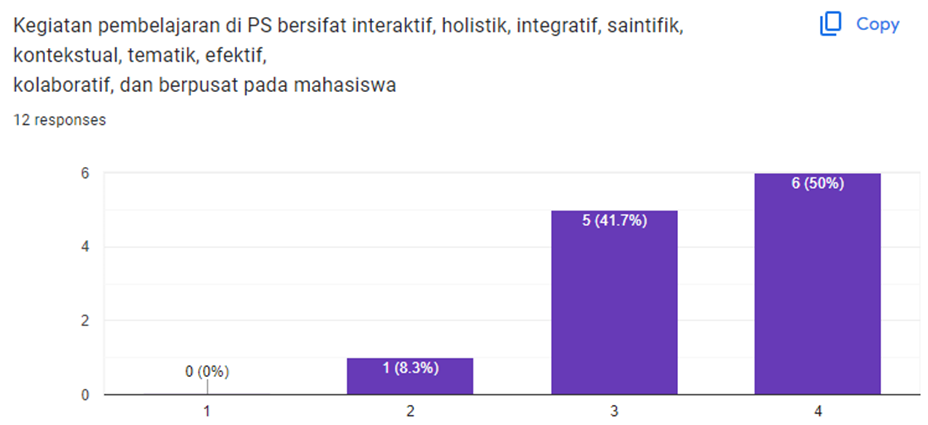 Kegiatan pembelajaran di PS bersifat interaktif, holistik, integratif, saintifik,
kontekstual, tematik, efektif,
kolaboratif, dan berpusat pada mahasiswa
Copy
12 responses
6
4
2
0
0 (0%)
1 (8.3%)
5 (41.7%)
6 (50%)
1
2
3
4